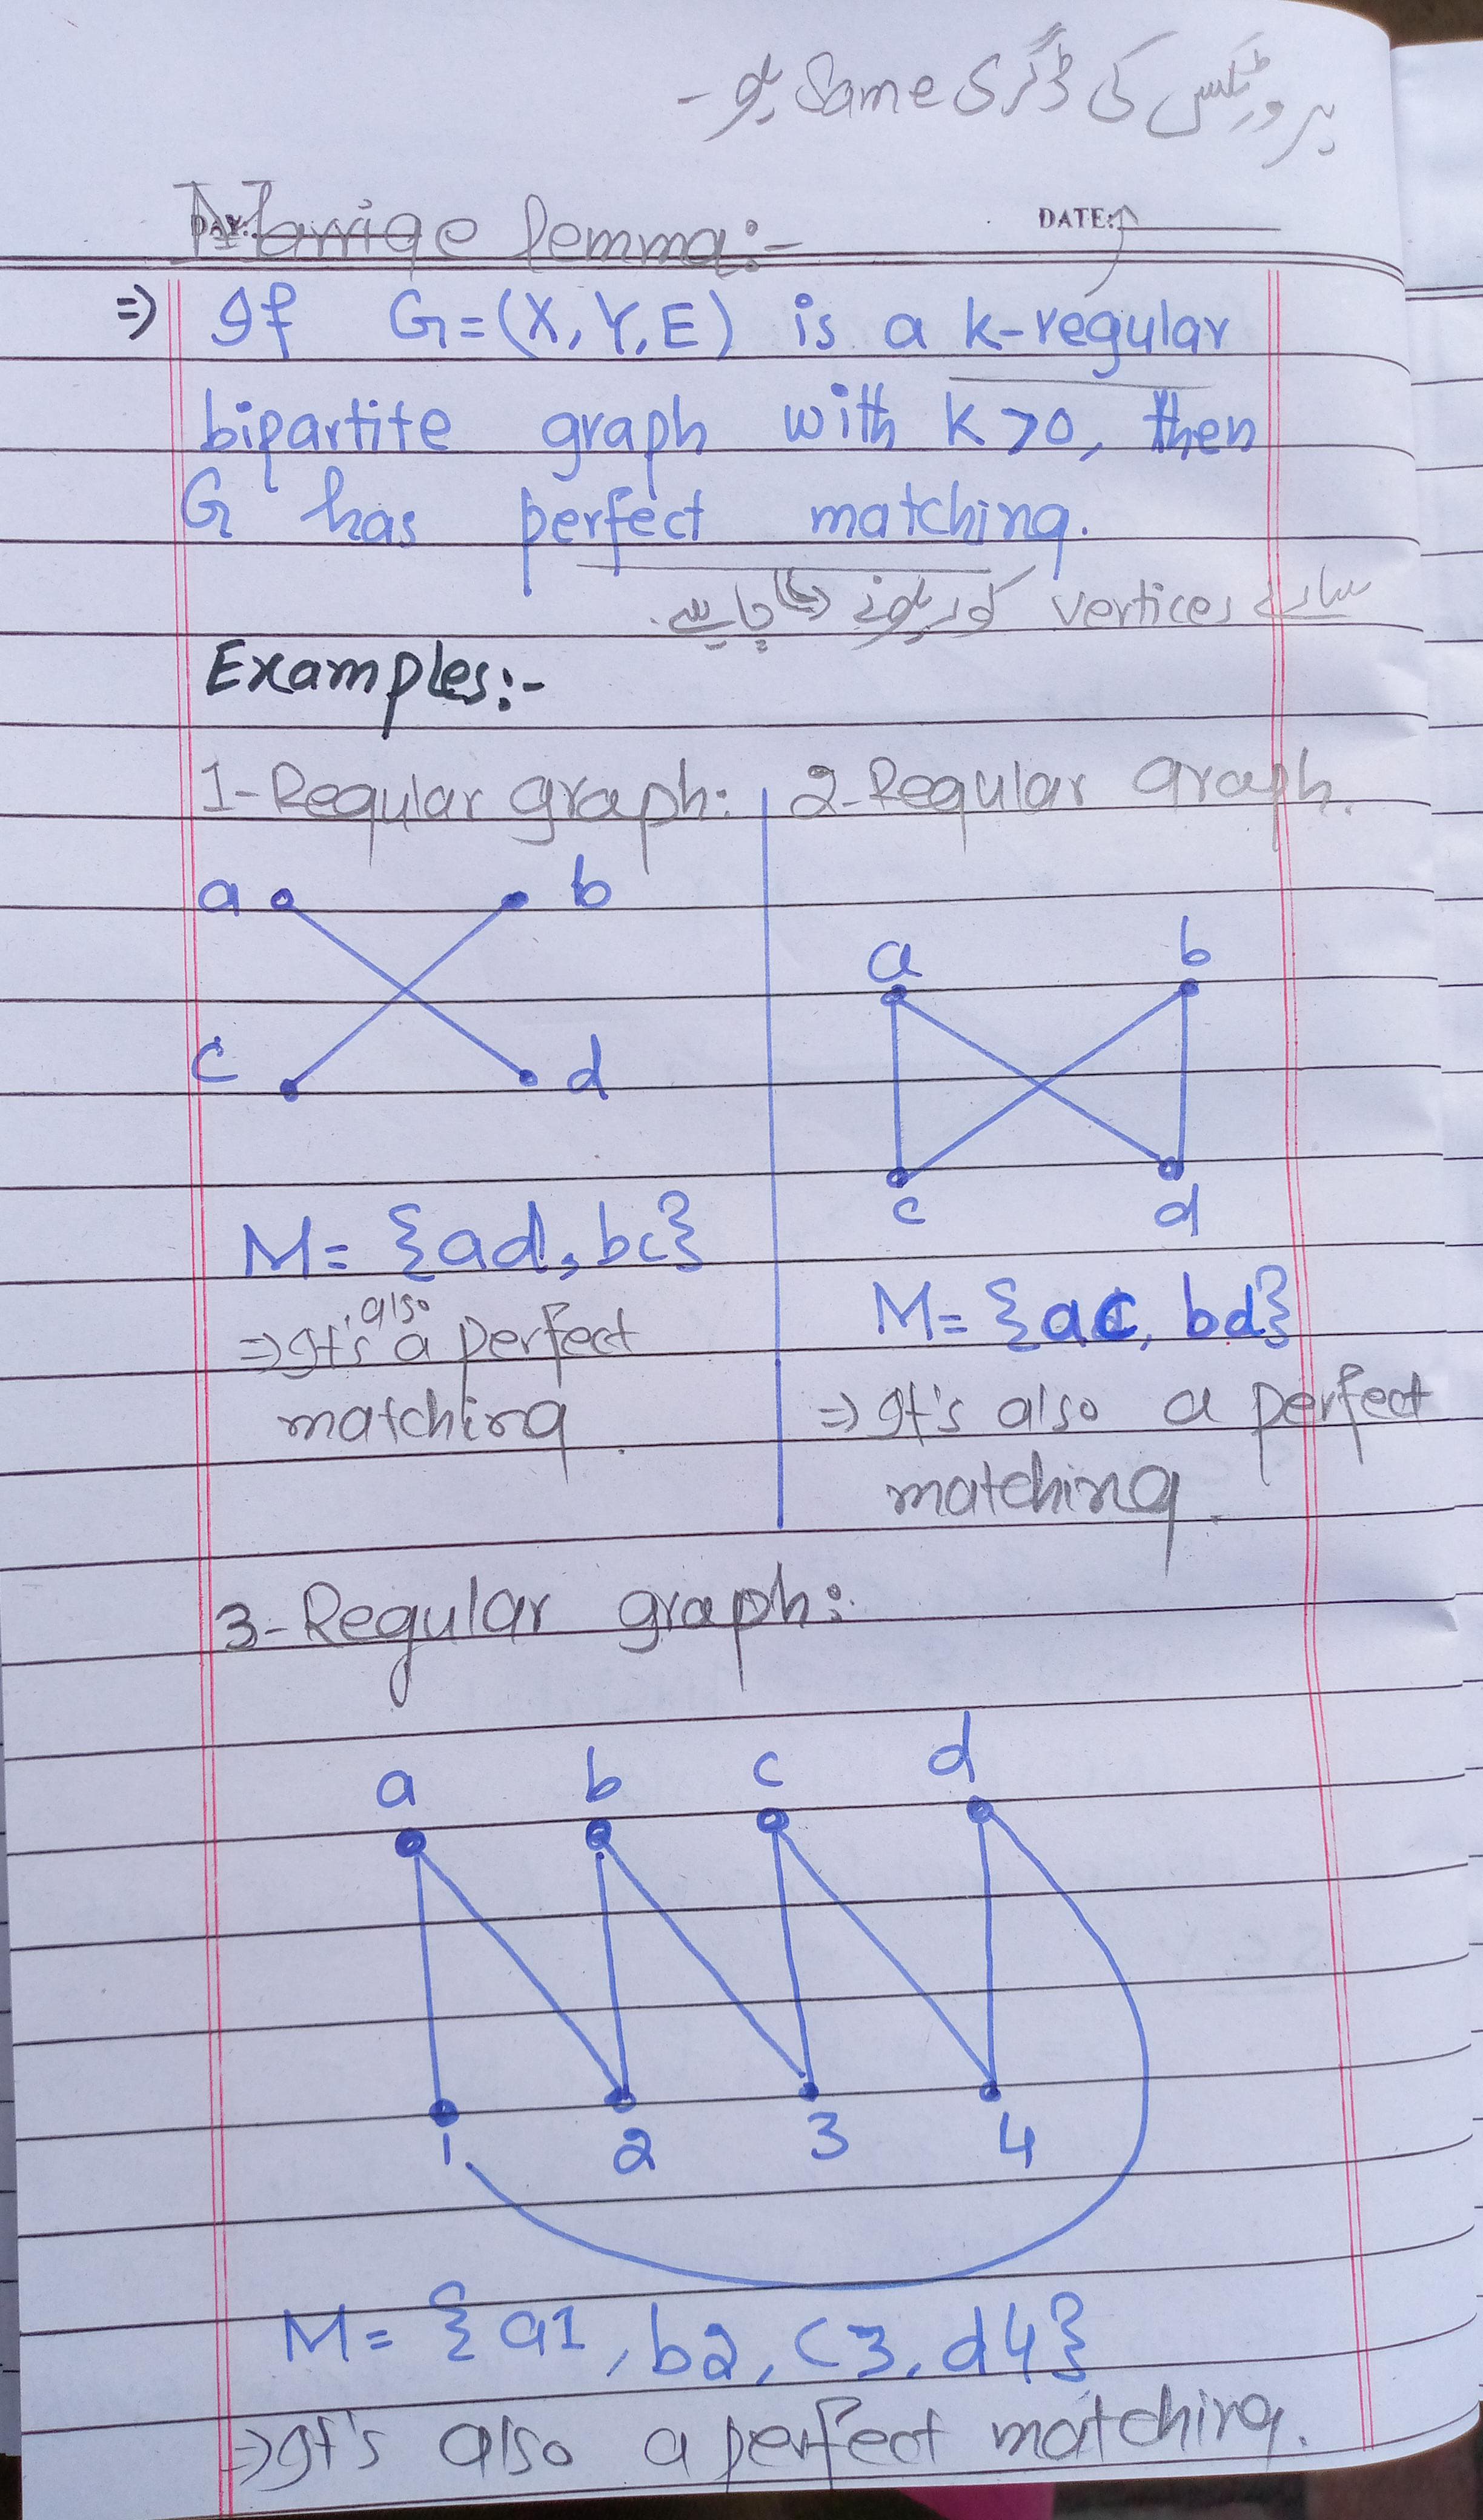 ہر ورٹیکس کی ڈگری Same ہو -
Marrige lemma:-
DAY: DATE:
=> If G=(X,Y,E) is a k-regular
bipartite graph with K>0, then
G has perfect matching.
سارے vertices کور ہونے چاہیے.
Examples:-
1-Regular graph:
a b
c d
M= {ad, bc}
=> It's also a perfect
matching.
2-Regular graph.
a b
c d
M= {ac, bd}
=> It's also a perfect
matching.
3-Regular graph:
a b c d
1 2 3 4
M= {a1, b2, c3, d4}
=> It's also a perfect matching.